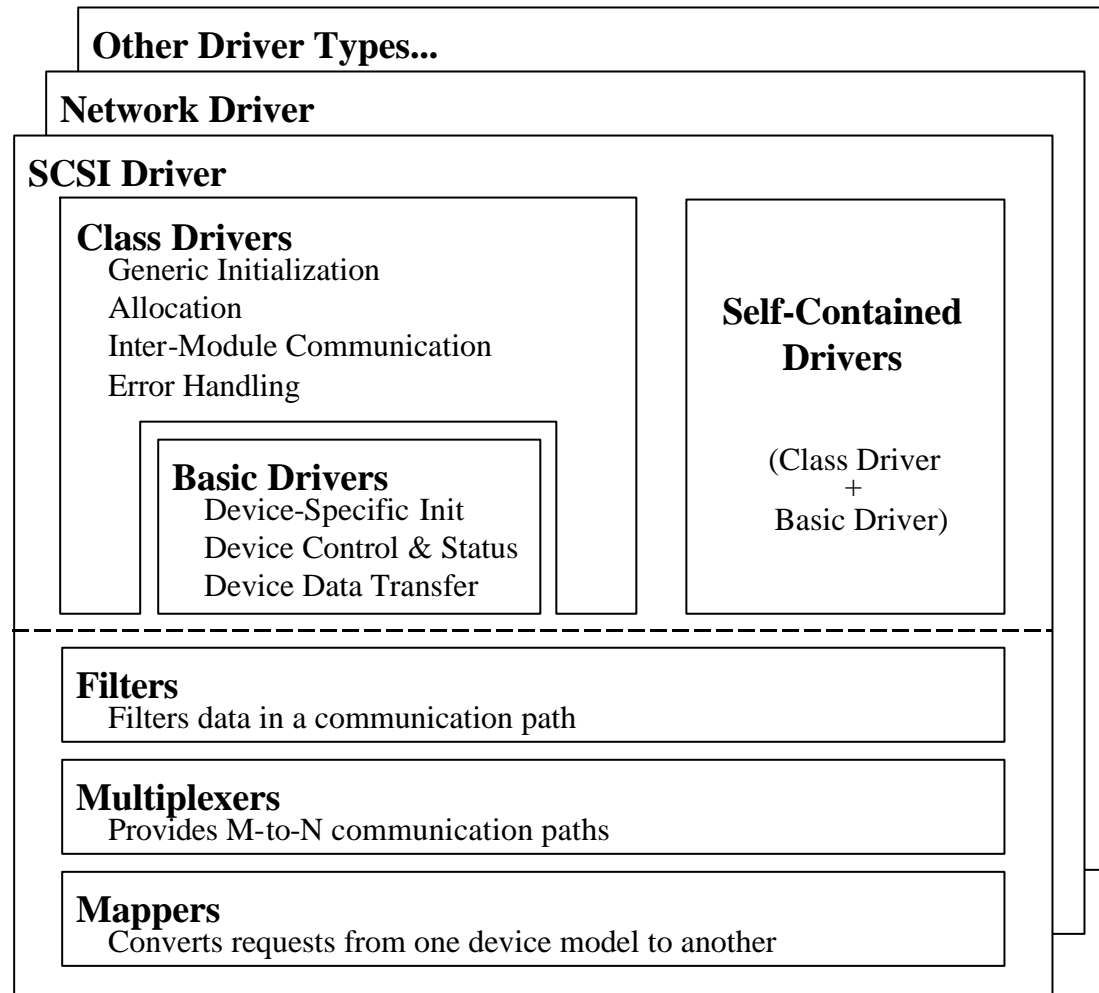 Other Driver Types...
Network Driver
SCSI Driver
Class Drivers
Generic Initialization
Allocation
Inter-Module Communication
Error Handling
Basic Drivers
Device-Specific Init
Device Control & Status
Device Data Transfer
Self-Contained
Drivers
(Class Driver
+
Basic Driver)
Filters
Filters data in a communication path
Multiplexers
Provides M-to-N communication paths
Mappers
Converts requests from one device model to another